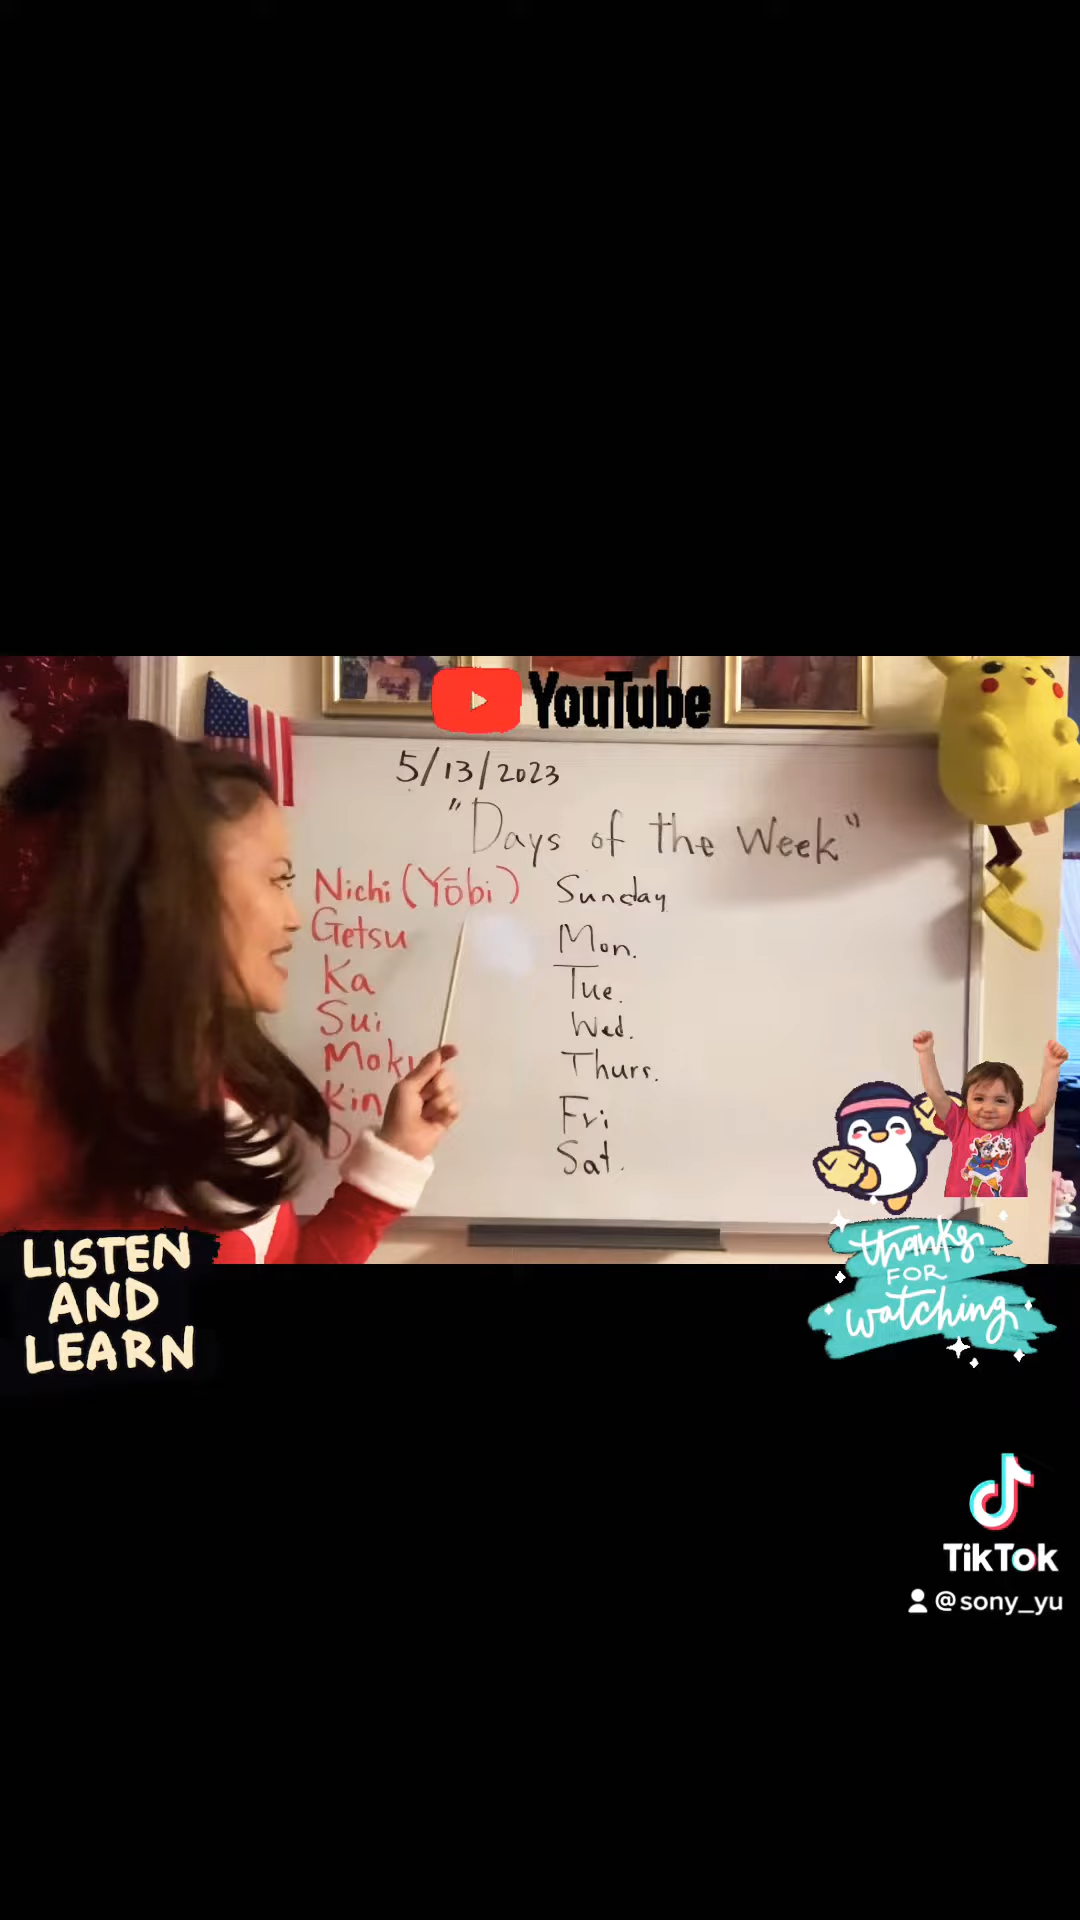 YouTube
5/13/2023
"Days of the Week"
Nichi (Yōbi) Sunday
Getsu Mon.
Ka Tue.
Sui Wed.
Moku Thurs.
Kin Fri
Sat.
LISTEN
AND
LEARN
thanks
FOR
watching
TikTok
@sony_yu